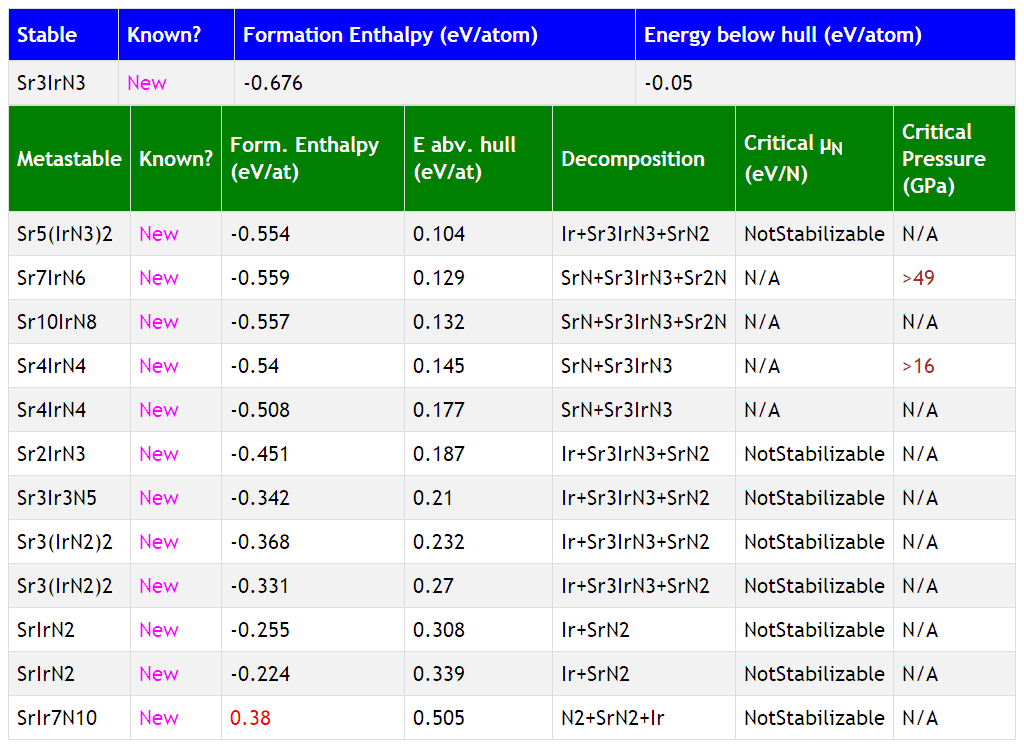 Stable Known? Formation Enthalpy (eV/atom) Energy below hull (eV/atom)
Sr3IrN3 New -0.676 -0.05
Metastable Known? Form. Enthalpy (eV/at) E abv. hull (eV/at) Decomposition Critical μN (eV/N) Critical Pressure (GPa)
Sr5(IrN3)2 New -0.554 0.104 Ir+Sr3IrN3+SrN2 NotStabilizable N/A
Sr7IrN6 New -0.559 0.129 SrN+Sr3IrN3+Sr2N N/A >49
Sr10IrN8 New -0.557 0.132 SrN+Sr3IrN3+Sr2N N/A N/A
Sr4IrN4 New -0.54 0.145 SrN+Sr3IrN3 N/A >16
Sr4IrN4 New -0.508 0.177 SrN+Sr3IrN3 N/A N/A
Sr2IrN3 New -0.451 0.187 Ir+Sr3IrN3+SrN2 NotStabilizable N/A
Sr3Ir3N5 New -0.342 0.21 Ir+Sr3IrN3+SrN2 NotStabilizable N/A
Sr3(IrN2)2 New -0.368 0.232 Ir+Sr3IrN3+SrN2 NotStabilizable N/A
Sr3(IrN2)2 New -0.331 0.27 Ir+Sr3IrN3+SrN2 NotStabilizable N/A
SrIrN2 New -0.255 0.308 Ir+SrN2 NotStabilizable N/A
SrIrN2 New -0.224 0.339 Ir+SrN2 NotStabilizable N/A
SrIr7N10 New 0.38 0.505 N2+SrN2+Ir NotStabilizable N/A